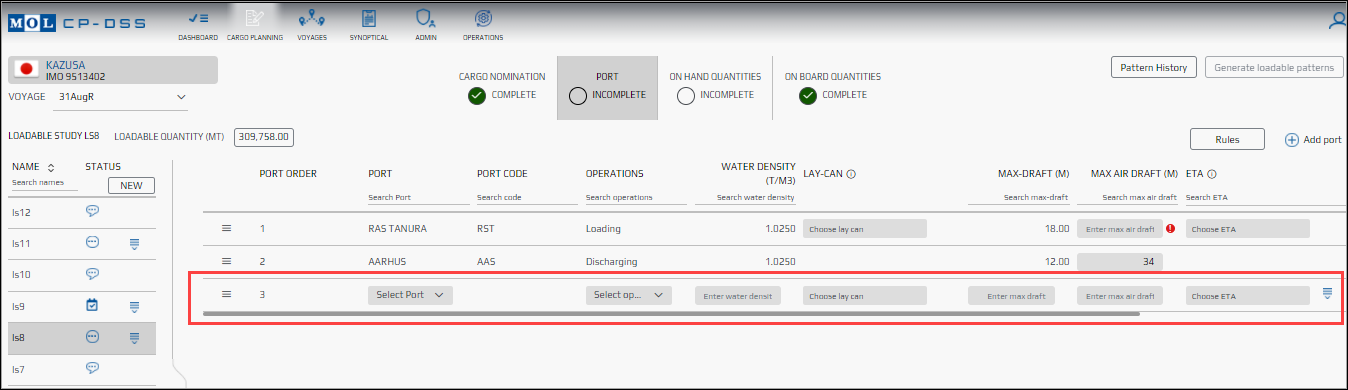 MOL CP-DSS
DASHBOARD CARGO PLANNING VOYAGES SYNOPTICAL ADMIN OPERATIONS
KAZUSA
IMO 9513402
VOYAGE 31AugR
CARGO NOMINATION
COMPLETE
PORT
INCOMPLETE
ON HAND QUANTITIES
INCOMPLETE
ON BOARD QUANTITIES
COMPLETE
Pattern History Generate loadable patterns
LOADABLE STUDY LS8 LOADABLE QUANTITY (MT) 309,758.00
Rules Add port
NAME STATUS
Search names NEW
ls12
ls11
ls10
ls9
ls8
ls7
PORT ORDER PORT PORT CODE OPERATIONS WATER DENSITY (T/M3) LAY-CAN MAX-DRAFT (M) MAX AIR DRAFT (M) ETA
Search Port Search code Search operations Search water density Search max-draft Search max air draft Search ETA
1 RAS TANURA RST Loading 1.0250 Choose lay can 18.00 Enter max air draft Choose ETA
2 AARHUS AAS Discharging 1.0250 12.00 34
3 Select Port Select op... Enter water densit Choose lay can Enter max draft Enter max air draft Choose ETA